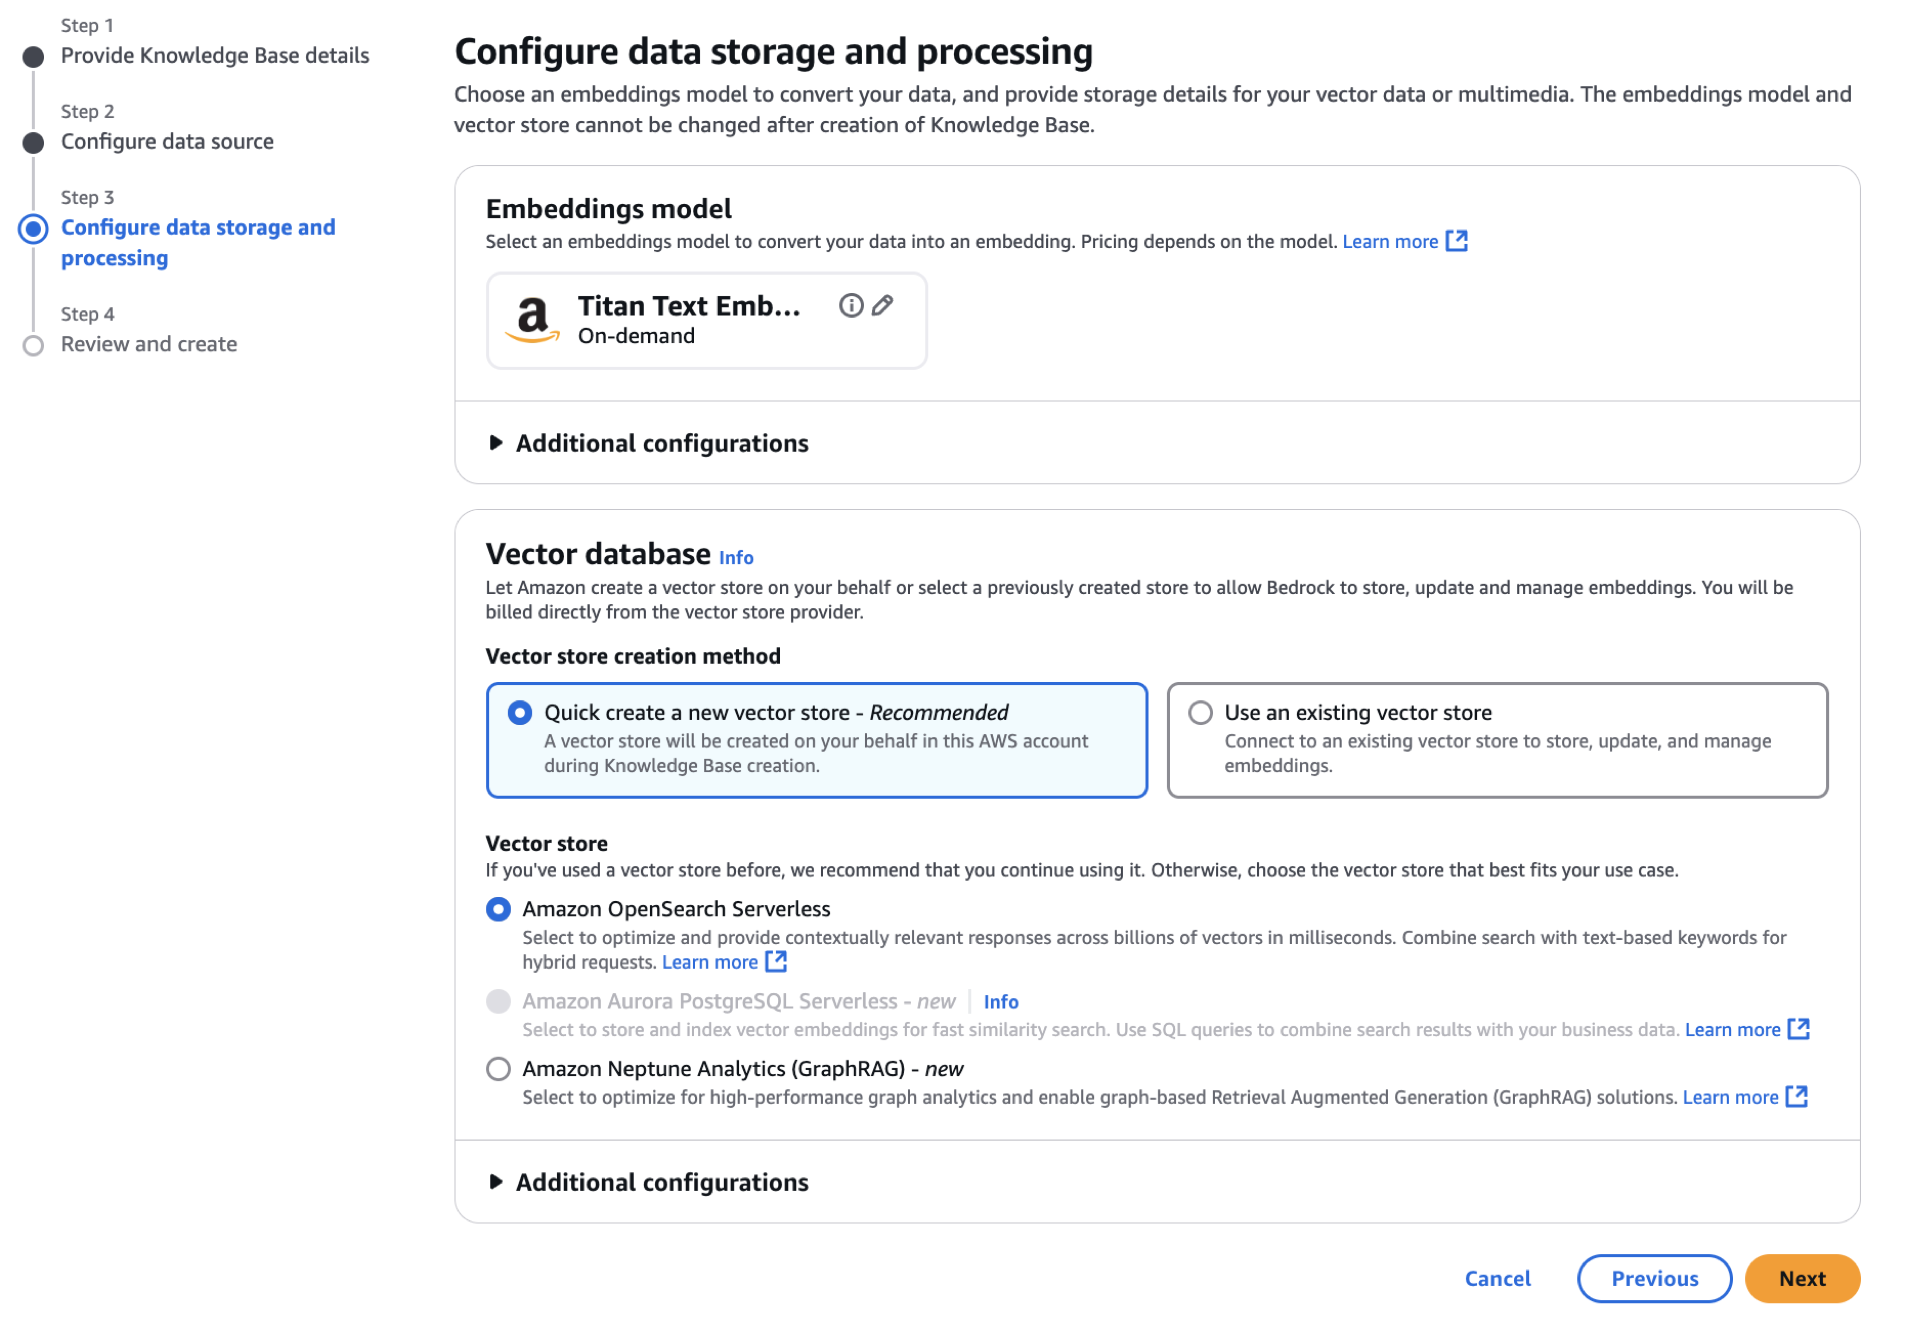 Step 1
Provide Knowledge Base details
Step 2
Configure data source
Step 3
Configure data storage and
processing
Step 4
Review and create
Configure data storage and processing
Choose an embeddings model to convert your data, and provide storage details for your vector data or multimedia. The embeddings model and
vector store cannot be changed after creation of Knowledge Base.
Embeddings model
Select an embeddings model to convert your data into an embedding. Pricing depends on the model. Learn more
a
Titan Text Emb...
On-demand
Additional configurations
Vector database Info
Let Amazon create a vector store on your behalf or select a previously created store to allow Bedrock to store, update and manage embeddings. You will be
billed directly from the vector store provider.
Vector store creation method
Quick create a new vector store - Recommended
A vector store will be created on your behalf in this AWS account
during Knowledge Base creation.
Use an existing vector store
Connect to an existing vector store to store, update, and manage
embeddings.
Vector store
If you've used a vector store before, we recommend that you continue using it. Otherwise, choose the vector store that best fits your use case.
Amazon OpenSearch Serverless
Select to optimize and provide contextually relevant responses across billions of vectors in milliseconds. Combine search with text-based keywords for
hybrid requests. Learn more
Amazon Aurora PostgreSQL Serverless - new Info
Select to store and index vector embeddings for fast similarity search. Use SQL queries to combine search results with your business data. Learn more
Amazon Neptune Analytics (GraphRAG) - new
Select to optimize for high-performance graph analytics and enable graph-based Retrieval Augmented Generation (GraphRAG) solutions. Learn more
Additional configurations
Cancel
Previous
Next